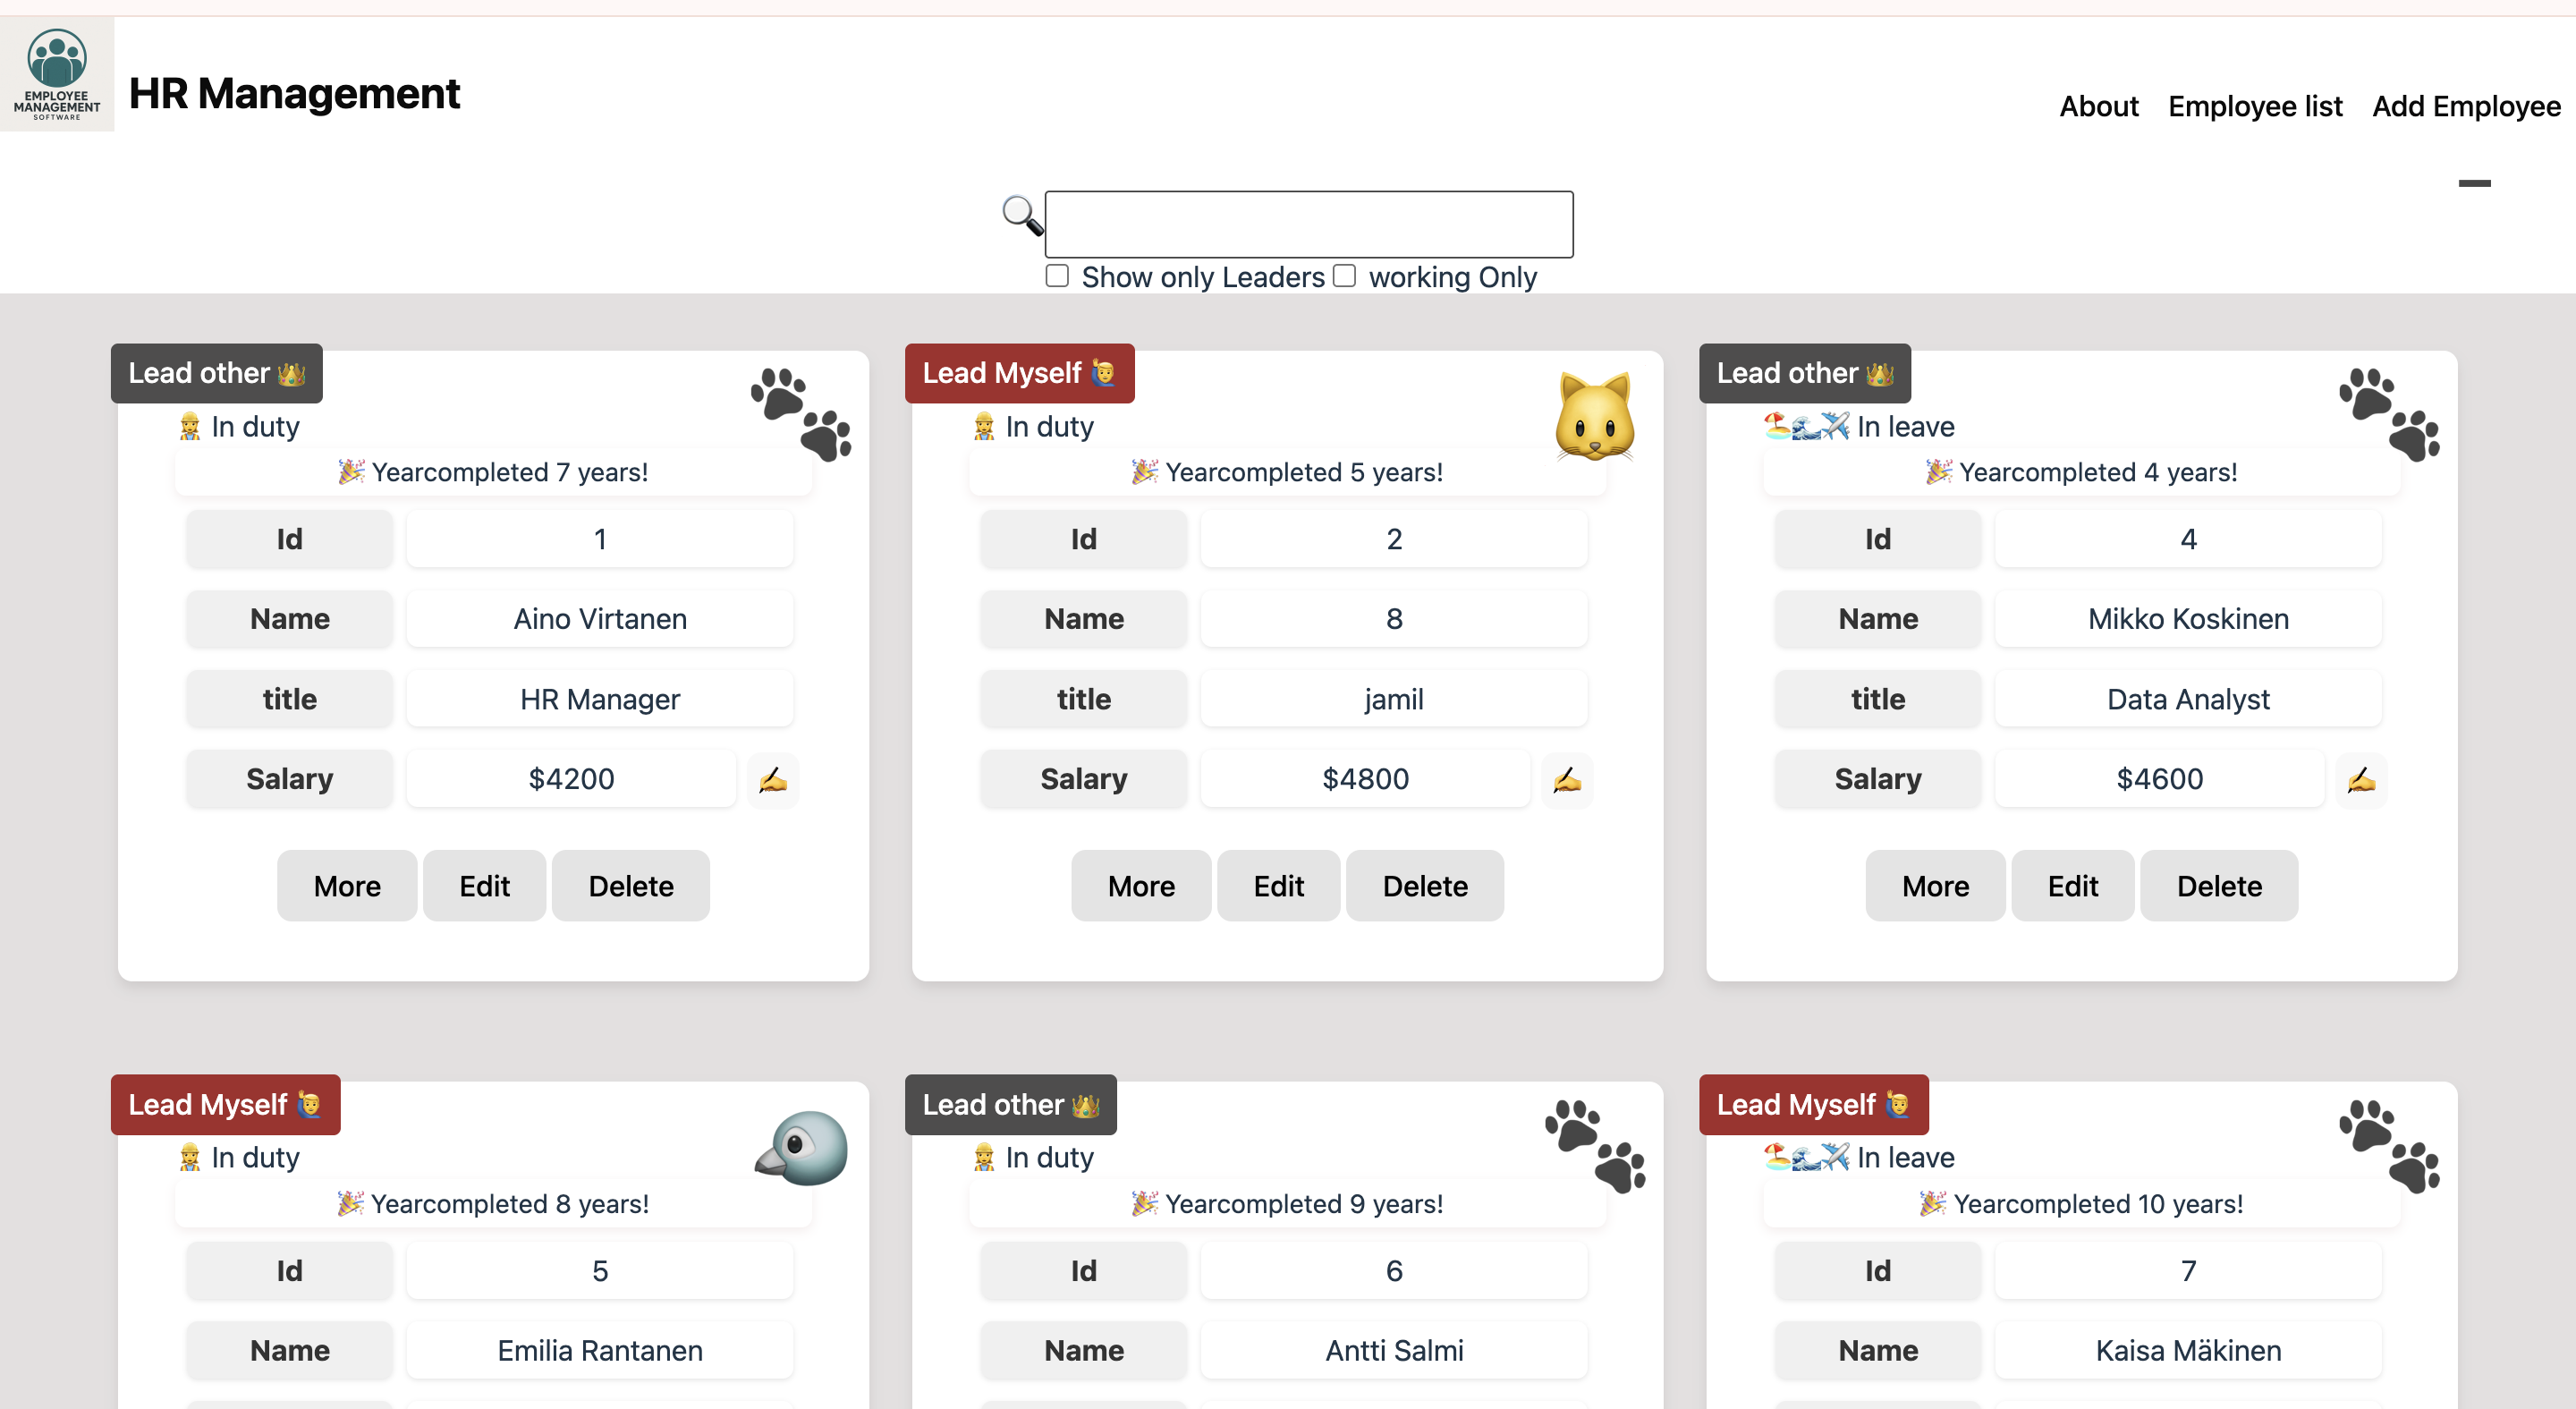 EMPLOYEE
MANAGEMENT
SOFTWARE
HR Management
About Employee list Add Employee
Show only Leaders working Only
Lead other
In duty
Yearcompleted 7 years!
Id 1
Name Aino Virtanen
title HR Manager
Salary $4200
More Edit Delete
Lead Myself
In duty
Yearcompleted 5 years!
Id 2
Name 8
title jamil
Salary $4800
More Edit Delete
Lead other
In leave
Yearcompleted 4 years!
Id 4
Name Mikko Koskinen
title Data Analyst
Salary $4600
More Edit Delete
Lead Myself
In duty
Yearcompleted 8 years!
Id 5
Name Emilia Rantanen
Lead other
In duty
Yearcompleted 9 years!
Id 6
Name Antti Salmi
Lead Myself
In leave
Yearcompleted 10 years!
Id 7
Name Kaisa Mäkinen